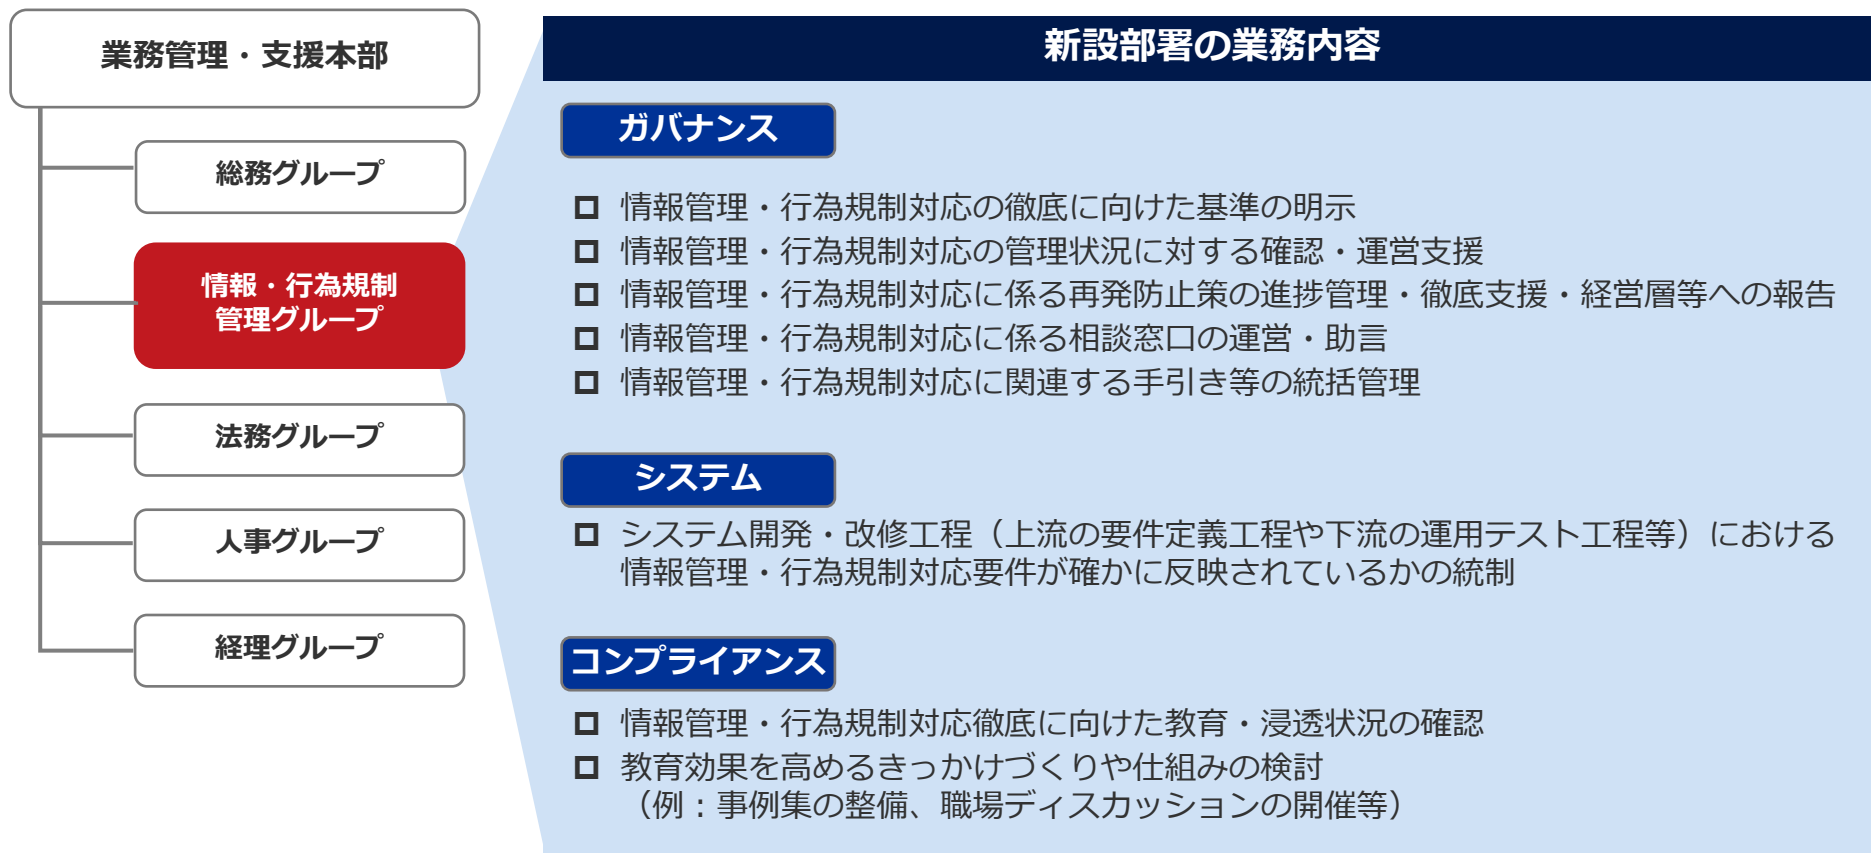 業務管理・支援本部
総務グループ
情報・行為規制
管理グループ
法務グループ
人事グループ
経理グループ
新設部署の業務内容
ガバナンス
情報管理・行為規制対応の徹底に向けた基準の明示
情報管理・行為規制対応の管理状況に対する確認・運営支援
情報管理・行為規制対応に係る再発防止策の進捗管理・徹底支援・経営層等への報告
情報管理・行為規制対応に係る相談窓口の運営・助言
情報管理・行為規制対応に関連する手引き等の統括管理
システム
システム開発・改修工程（上流の要件定義工程や下流の運用テスト工程等）における
情報管理・行為規制対応要件が確かに反映されているかの統制
コンプライアンス
情報管理・行為規制対応徹底に向けた教育・浸透状況の確認
教育効果を高めるきっかけづくりや仕組みの検討
（例：事例集の整備、職場ディスカッションの開催等）